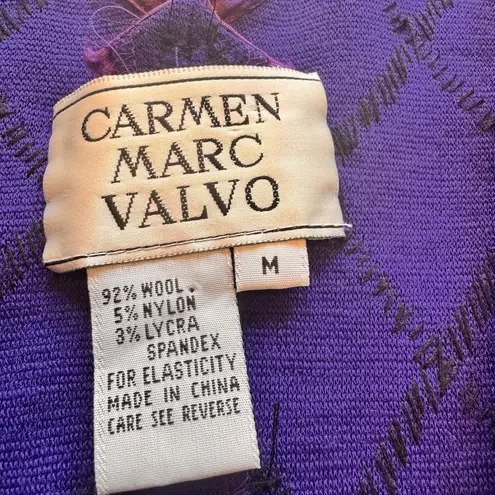 CARMEN
MARC
VALVO
M
92% WOOL.
5% NYLON
3% LYCRA
SPANDEX
FOR ELASTICITY
MADE IN CHINA
CARE SEE REVERSE